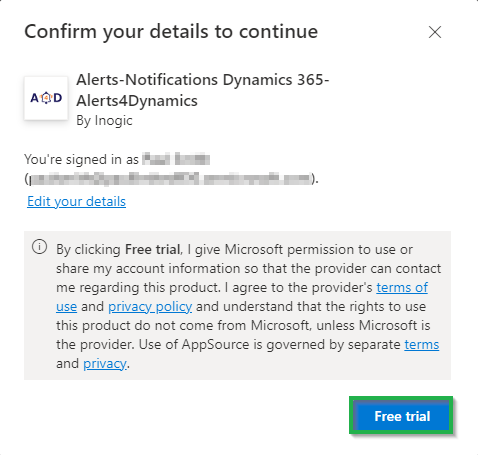 Confirm your details to continue
A D
Alerts-Notifications Dynamics 365-
Alerts4Dynamics
By Inogic
You're signed in as
( ).
Edit your details
By clicking Free trial, I give Microsoft permission to use or
share my account information so that the provider can contact
me regarding this product. I agree to the provider's terms of
use and privacy policy and understand that the rights to use
this product do not come from Microsoft, unless Microsoft is
the provider. Use of AppSource is governed by separate terms
and privacy.
Free trial